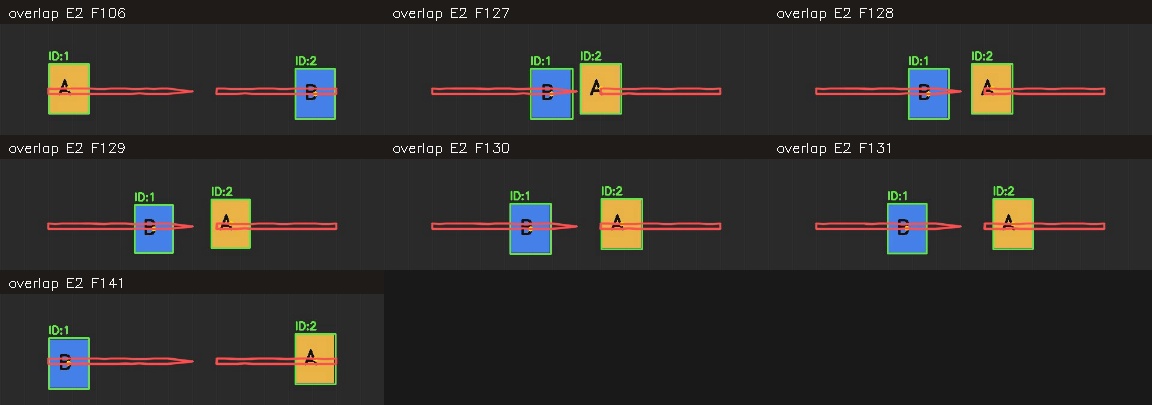 overlap E2 F106
ID:1
A
ID:2
B
overlap E2 F127
ID:1
B
ID:2
A
overlap E2 F128
ID:1
B
ID:2
A
overlap E2 F129
ID:1
B
ID:2
A
overlap E2 F130
ID:1
B
ID:2
A
overlap E2 F131
ID:1
B
ID:2
A
overlap E2 F141
ID:1
B
ID:2
A